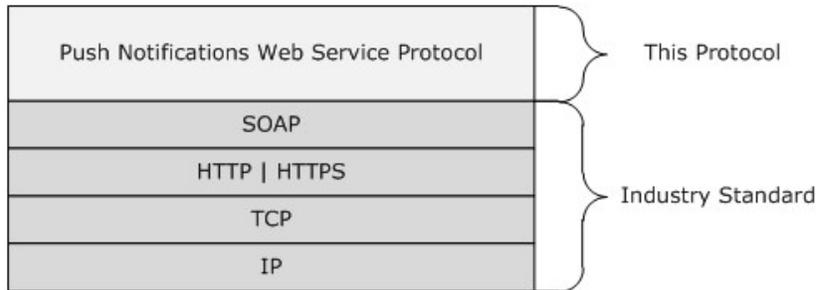 Push Notifications Web Service Protocol
This Protocol
SOAP
HTTP | HTTPS
TCP
IP
Industry Standard